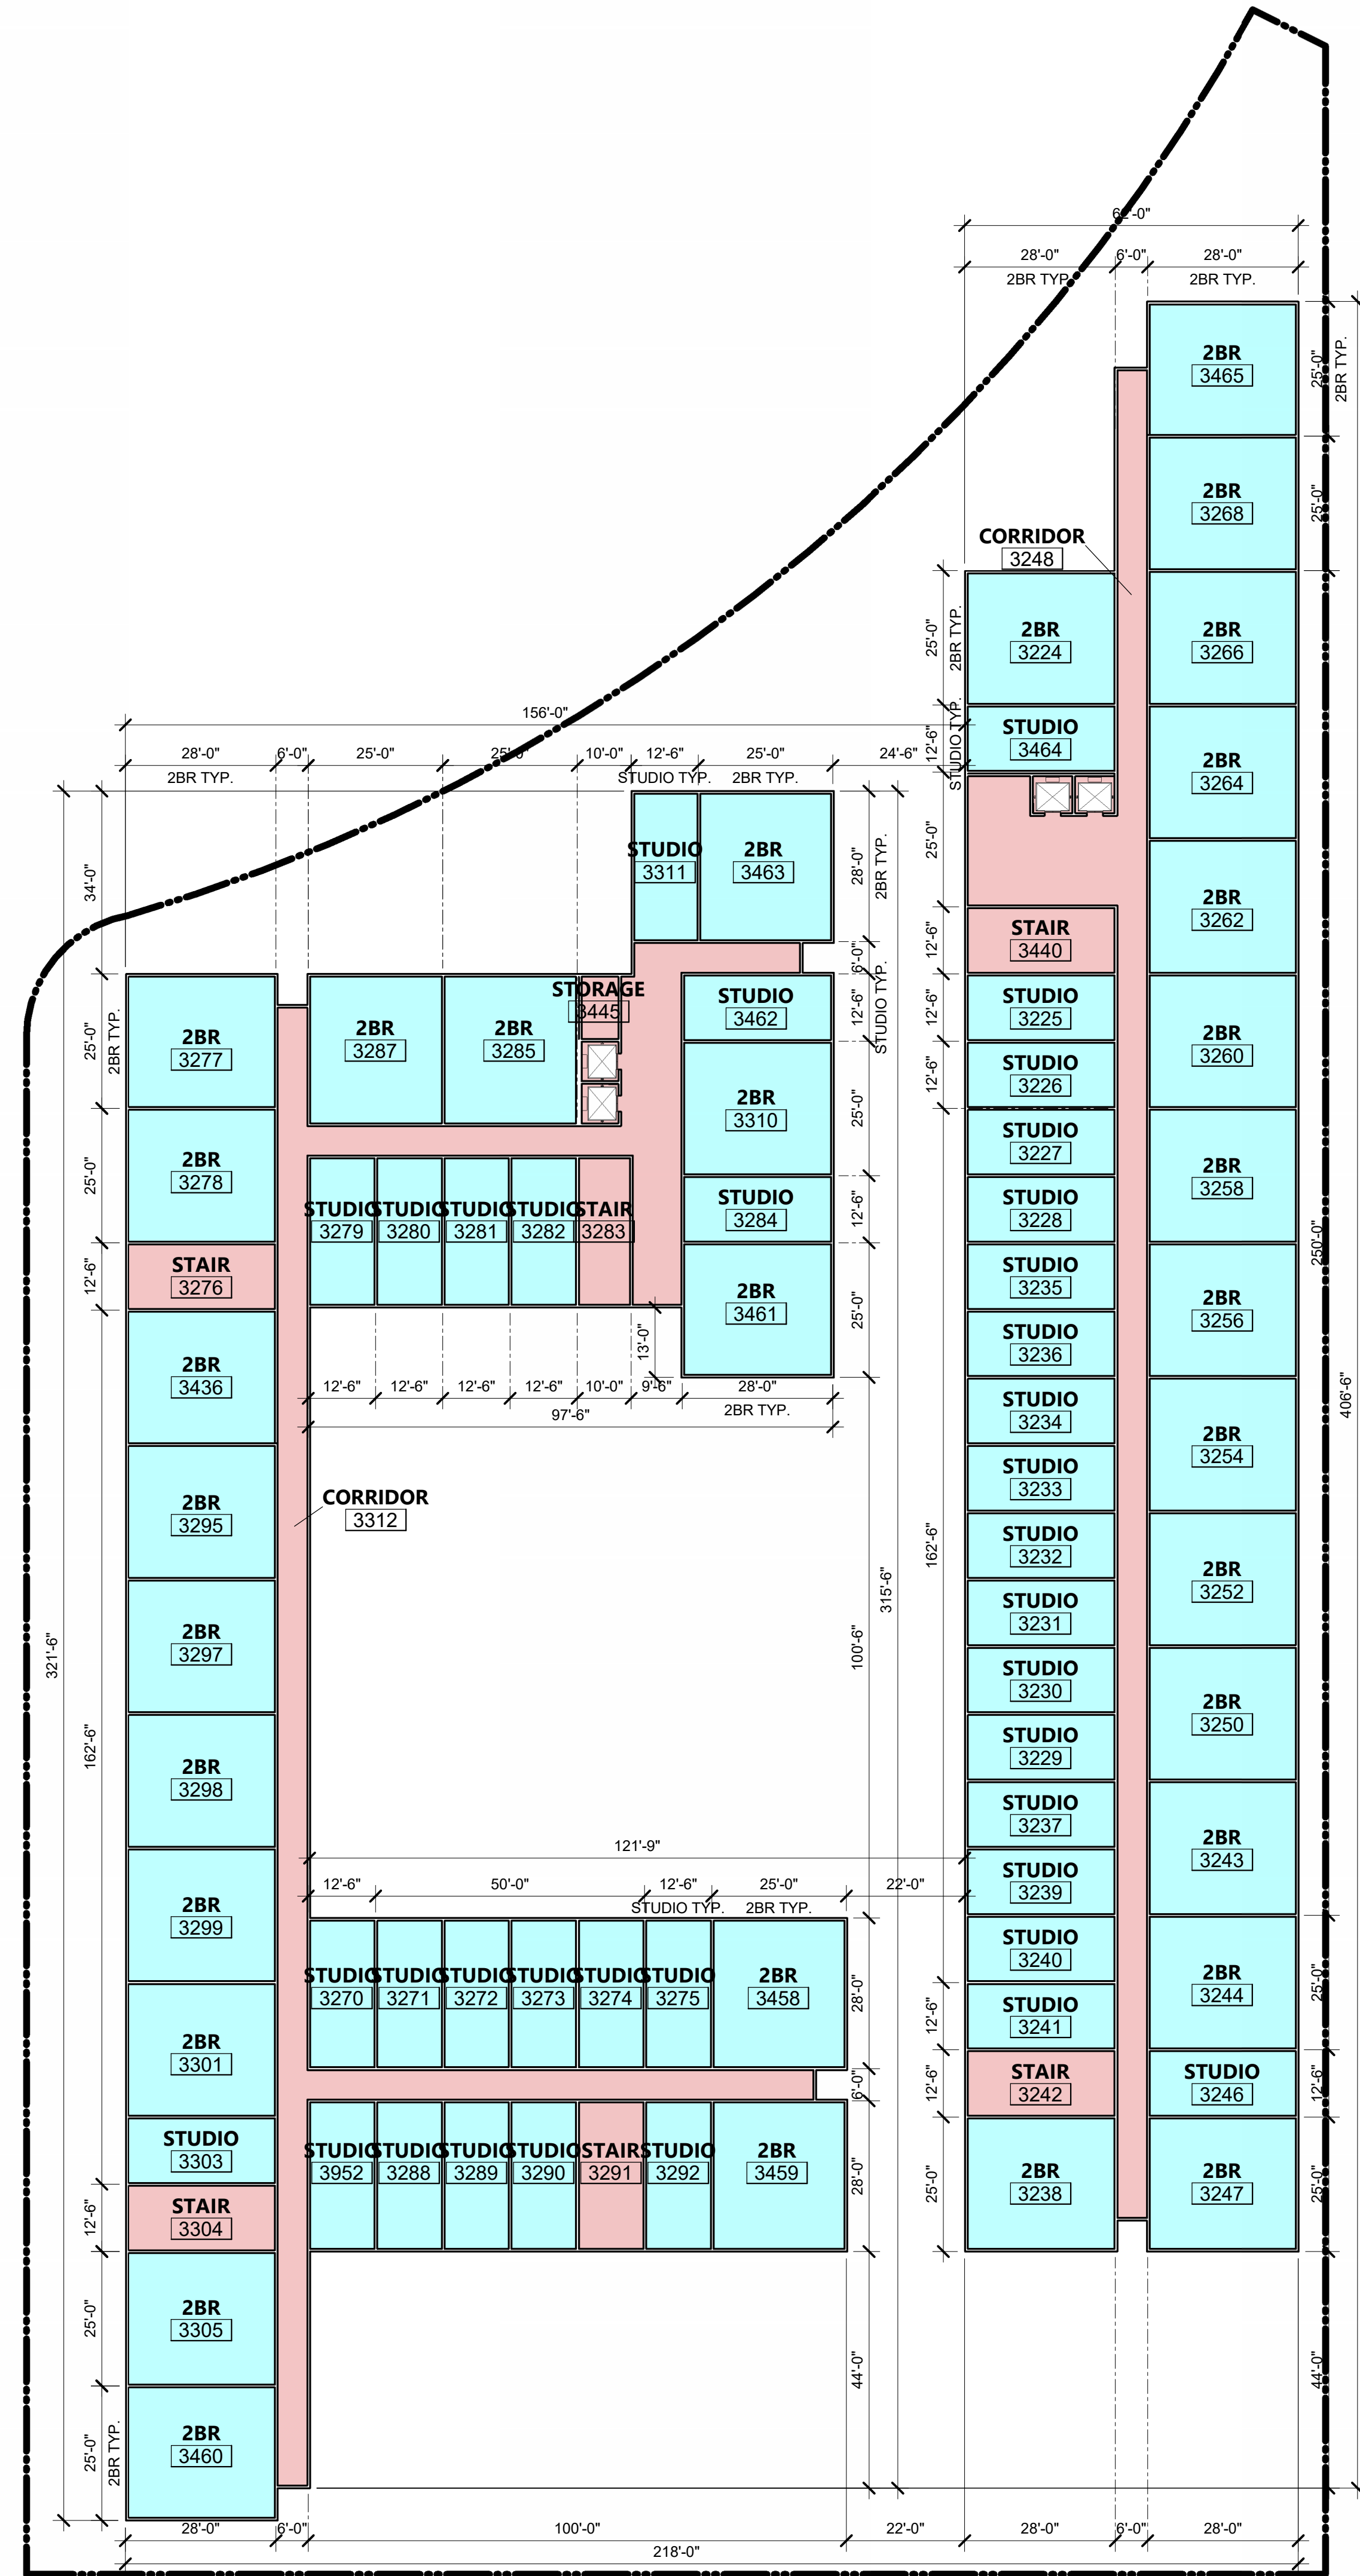 62'-0"
28'-0" 6'-0" 28'-0"
2BR TYP. 2BR TYP.
2BR
3465
25'-0"
2BR TYP.
2BR
3268
25'-0"
CORRIDOR
3248
2BR
3224
25'-0"
2BR TYP.
2BR
3266
STUDIO
3464
12'-6"
STUDIO TYP.
2BR
3264
156'-0"
28'-0" 6'-0" 25'-0" 25'-0" 10'-0" 12'-6" 25'-0" 24'-6"
2BR TYP. STUDIO TYP. 2BR TYP.
34'-0"
STUDIO
3311
2BR
3463
28'-0"
2BR TYP.
25'-0"
2BR
3262
STAIR
3440
12'-6"
6'-0"
STUDIO TYP.
2BR
3277
25'-0"
2BR TYP.
2BR
3287
2BR
3285
STORAGE
3445
STUDIO
3462
12'-6"
STUDIO
3225
12'-6"
2BR
3260
STUDIO
3226
12'-6"
2BR
3310
25'-0"
2BR
3278
25'-0"
STUDIO
3279
STUDIO
3280
STUDIO
3281
STUDIO
3282
STAIR
3283
STUDIO
3284
12'-6"
STUDIO
3227
STUDIO
3228
2BR
3258
250'-0"
STAIR
3276
12'-6"
2BR
3461
25'-0"
STUDIO
3235
2BR
3256
STUDIO
3236
13'-0"
2BR
3436
12'-6" 12'-6" 12'-6" 12'-6" 10'-0" 9'-6" 28'-0"
2BR TYP.
97'-6"
STUDIO
3234
2BR
3254
406'-6"
STUDIO
3233
2BR
3295
CORRIDOR
3312
STUDIO
3232
162'-6"
2BR
3252
315'-6"
STUDIO
3231
321'-6"
2BR
3297
100'-6"
STUDIO
3230
2BR
3250
STUDIO
3229
162'-6"
2BR
3298
STUDIO
3237
2BR
3243
121'-9"
STUDIO
3239
12'-6" 50'-0" 12'-6" 25'-0" 22'-0"
STUDIO TYP. 2BR TYP.
2BR
3299
STUDIO
3240
2BR
3244
25'-0"
STUDIO
3270
STUDIO
3271
STUDIO
3272
STUDIO
3273
STUDIO
3274
STUDIO
3275
2BR
3458
28'-0"
STUDIO
3241
12'-6"
2BR
3301
6'-0"
STAIR
3242
12'-6"
STUDIO
3246
12'-6"
STUDIO
3303
STUDIO
3952
STUDIO
3288
STUDIO
3289
STUDIO
3290
STAIR
3291
STUDIO
3292
2BR
3459
28'-0"
2BR
3238
25'-0"
2BR
3247
25'-0"
STAIR
3304
12'-6"
2BR
3305
25'-0"
44'-0"
44'-0"
2BR
3460
25'-0"
2BR TYP.
28'-0" 6'-0" 100'-0" 22'-0" 28'-0" 6'-0" 28'-0"
218'-0"